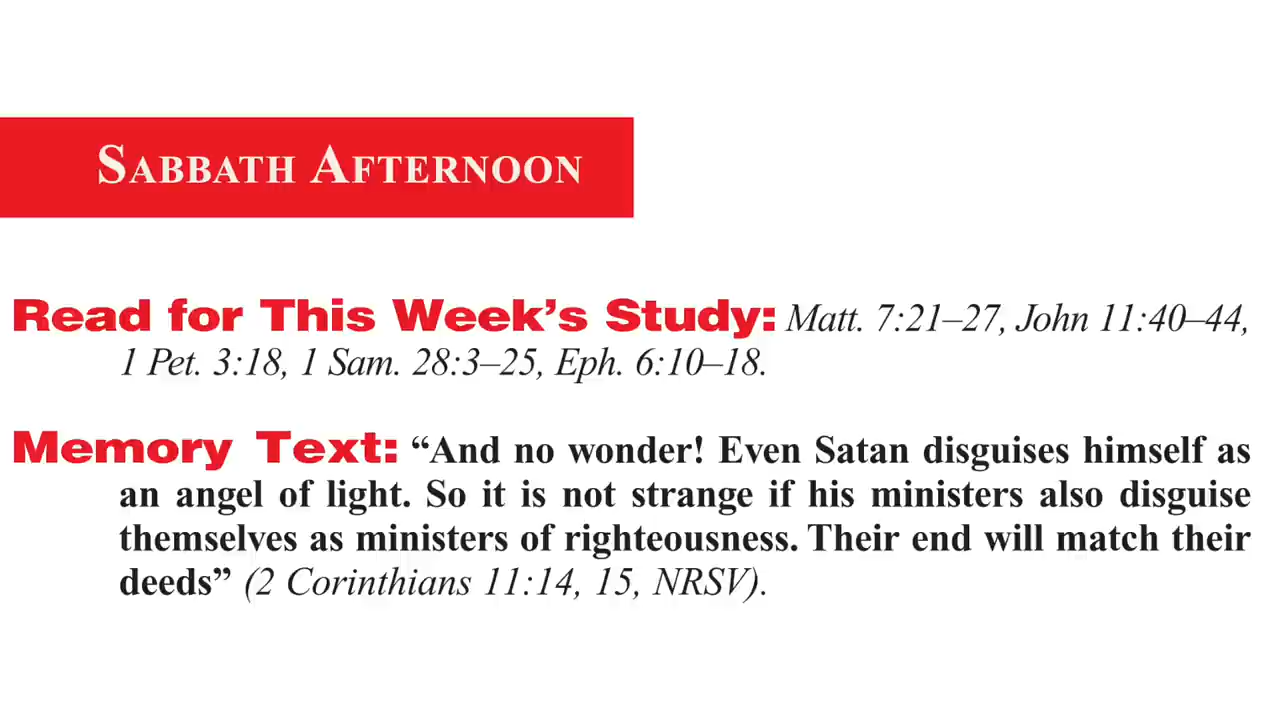 SABBATH AFTERNOON
Read for This Week’s Study: Matt. 7:21–27, John 11:40–44,
1 Pet. 3:18, 1 Sam. 28:3–25, Eph. 6:10–18.
Memory Text: “And no wonder! Even Satan disguises himself as
an angel of light. So it is not strange if his ministers also disguise
themselves as ministers of righteousness. Their end will match their
deeds” (2 Corinthians 11:14, 15, NRSV).